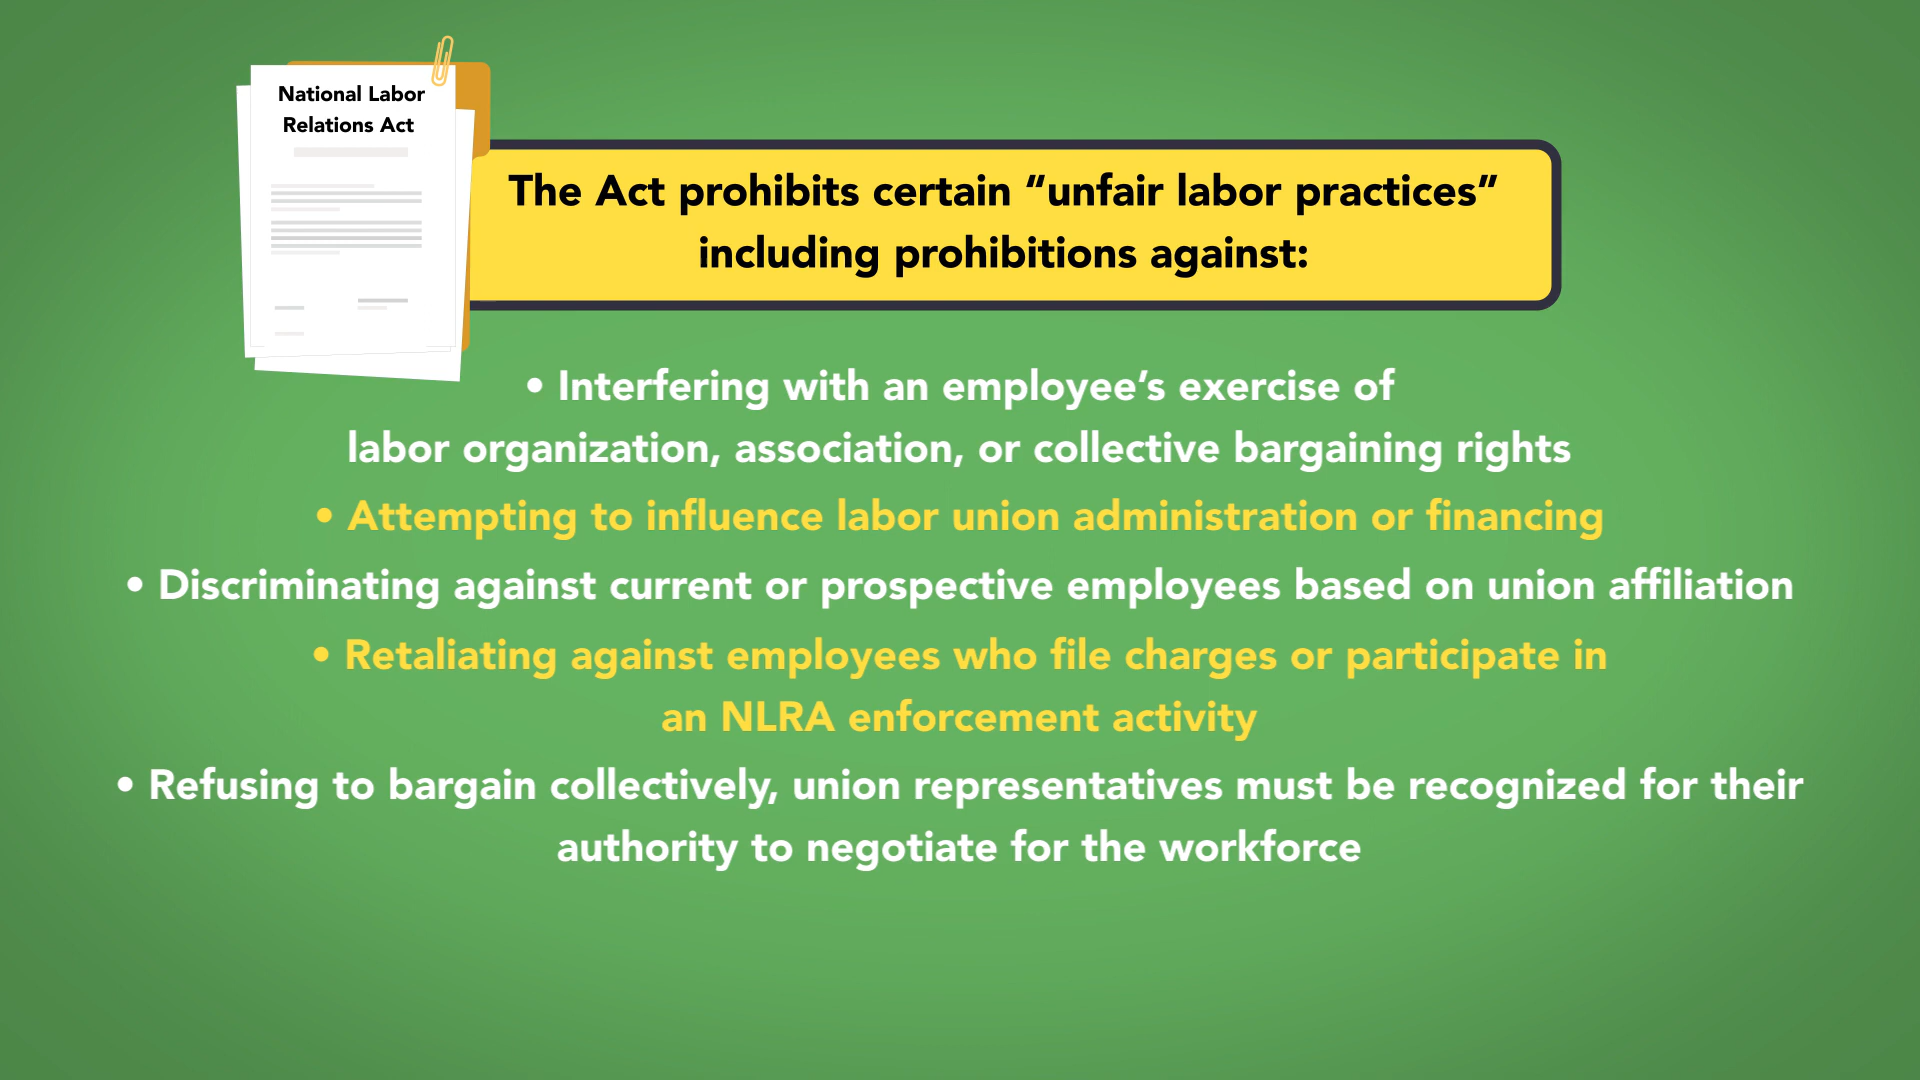 National Labor
Relations Act
The Act prohibits certain “unfair labor practices”
including prohibitions against:
• Interfering with an employee’s exercise of
labor organization, association, or collective bargaining rights
• Attempting to influence labor union administration or financing
• Discriminating against current or prospective employees based on union affiliation
• Retaliating against employees who file charges or participate in
an NLRA enforcement activity
• Refusing to bargain collectively, union representatives must be recognized for their
authority to negotiate for the workforce